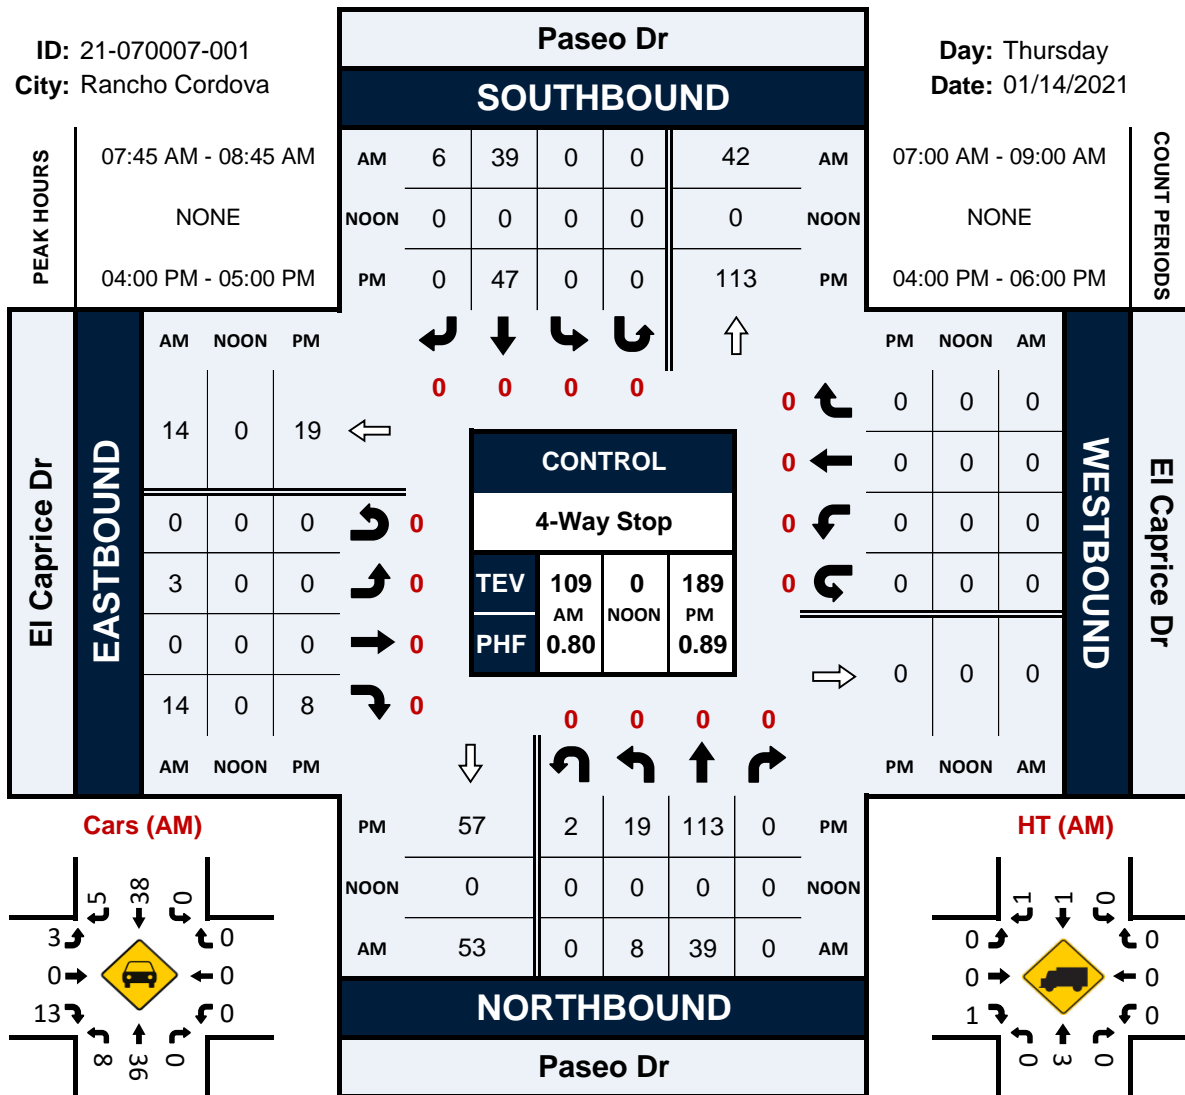 Paseo Dr
ID: 21-070007-001
Day: Thursday
City: Rancho Cordova
Date: 01/14/2021
SOUTHBOUND
PEAK HOURS
07:45 AM - 08:45 AM
NONE
04:00 PM - 05:00 PM
AM 6 39 0 0 42 AM
NOON 0 0 0 0 0 NOON
PM 0 47 0 0 113 PM
07:00 AM - 09:00 AM
NONE
04:00 PM - 06:00 PM
COUNT PERIODS
0 0 0 0
El Caprice Dr
EASTBOUND
AM NOON PM
14 0 19
0 0 0 0
3 0 0 0
0 0 0 0
14 0 8 0
AM NOON PM
CONTROL
4-Way Stop
TEV 109 0 189
AM NOON PM
PHF 0.80 0.89
PM NOON AM
0 0 0 0
0 0 0 0
0 0 0 0
0 0 0 0
0 0 0
PM NOON AM
WESTBOUND
El Caprice Dr
0 0 0 0
PM 57 2 19 113 0 PM
NOON 0 0 0 0 0 NOON
AM 53 0 8 39 0 AM
NORTHBOUND
Paseo Dr
Cars (AM)
5 38 0
3 0
0 0
13 0
8 36 0
HT (AM)
1 1 0
0 0
0 0
1 0
0 3 0